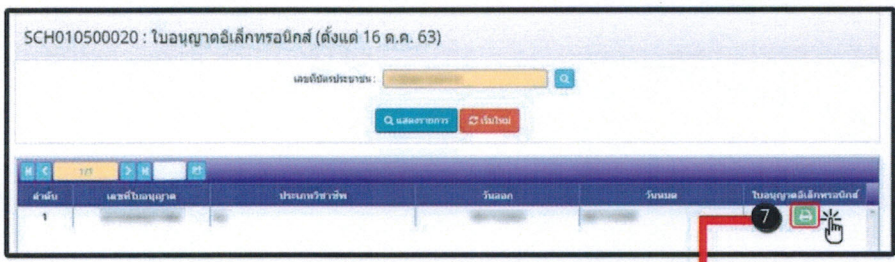 SCH010500020 : ใบอนุญาตอิเล็กทรอนิกส์ (ตั้งแต่ 16 ต.ค. 63)
เลขที่บัตรประชาชน :
แสดงรายการ เริ่มใหม่
1/1
ลำดับ เลขที่ใบอนุญาต ประเภทวิชาชีพ วันออก วันหมด ใบอนุญาตอิเล็กทรอนิกส์
1 7